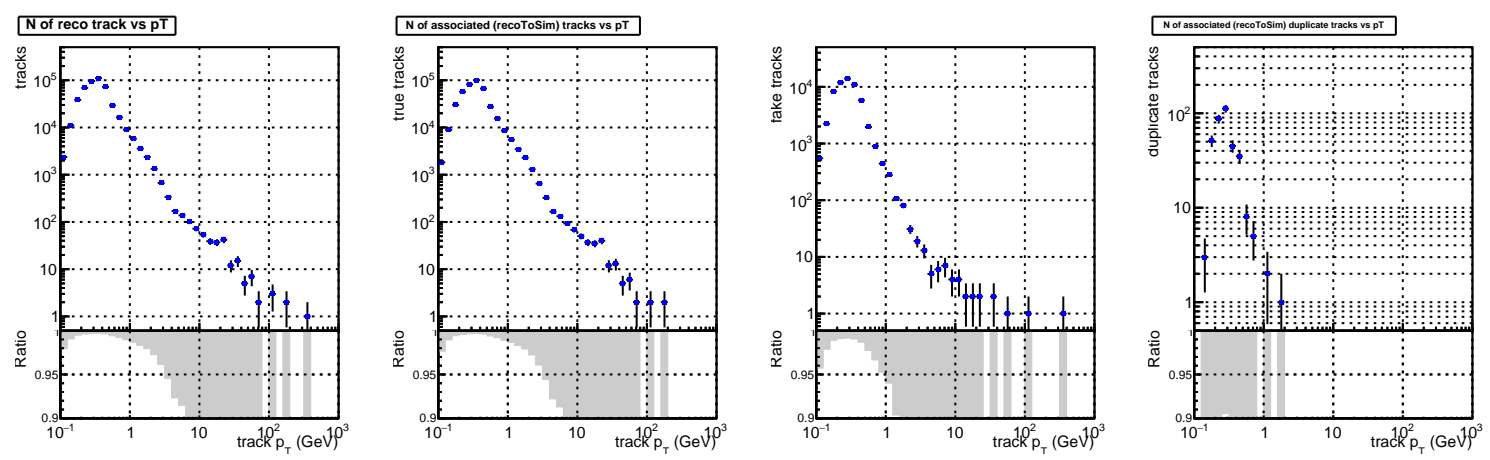 N of reco track vs pT
N of associated (recoToSim) tracks vs pT
N of associated (recoToSim) duplicate tracks vs pT
tracks
10^5
10^4
10^3
10^2
10
1
Ratio
1
0.95
0.9
10^-1 1 10 10^2 10^3
track p_T (GeV)
true tracks
10^5
10^4
10^3
10^2
10
1
Ratio
1
0.95
0.9
10^-1 1 10 10^2 10^3
track p_T (GeV)
fake tracks
10^4
10^3
10^2
10
1
Ratio
1
0.95
0.9
10^-1 1 10 10^2 10^3
track p_T (GeV)
duplicate tracks
10^2
10
1
Ratio
1
0.95
0.9
10^-1 1 10 10^2 10^3
track p_T (GeV)